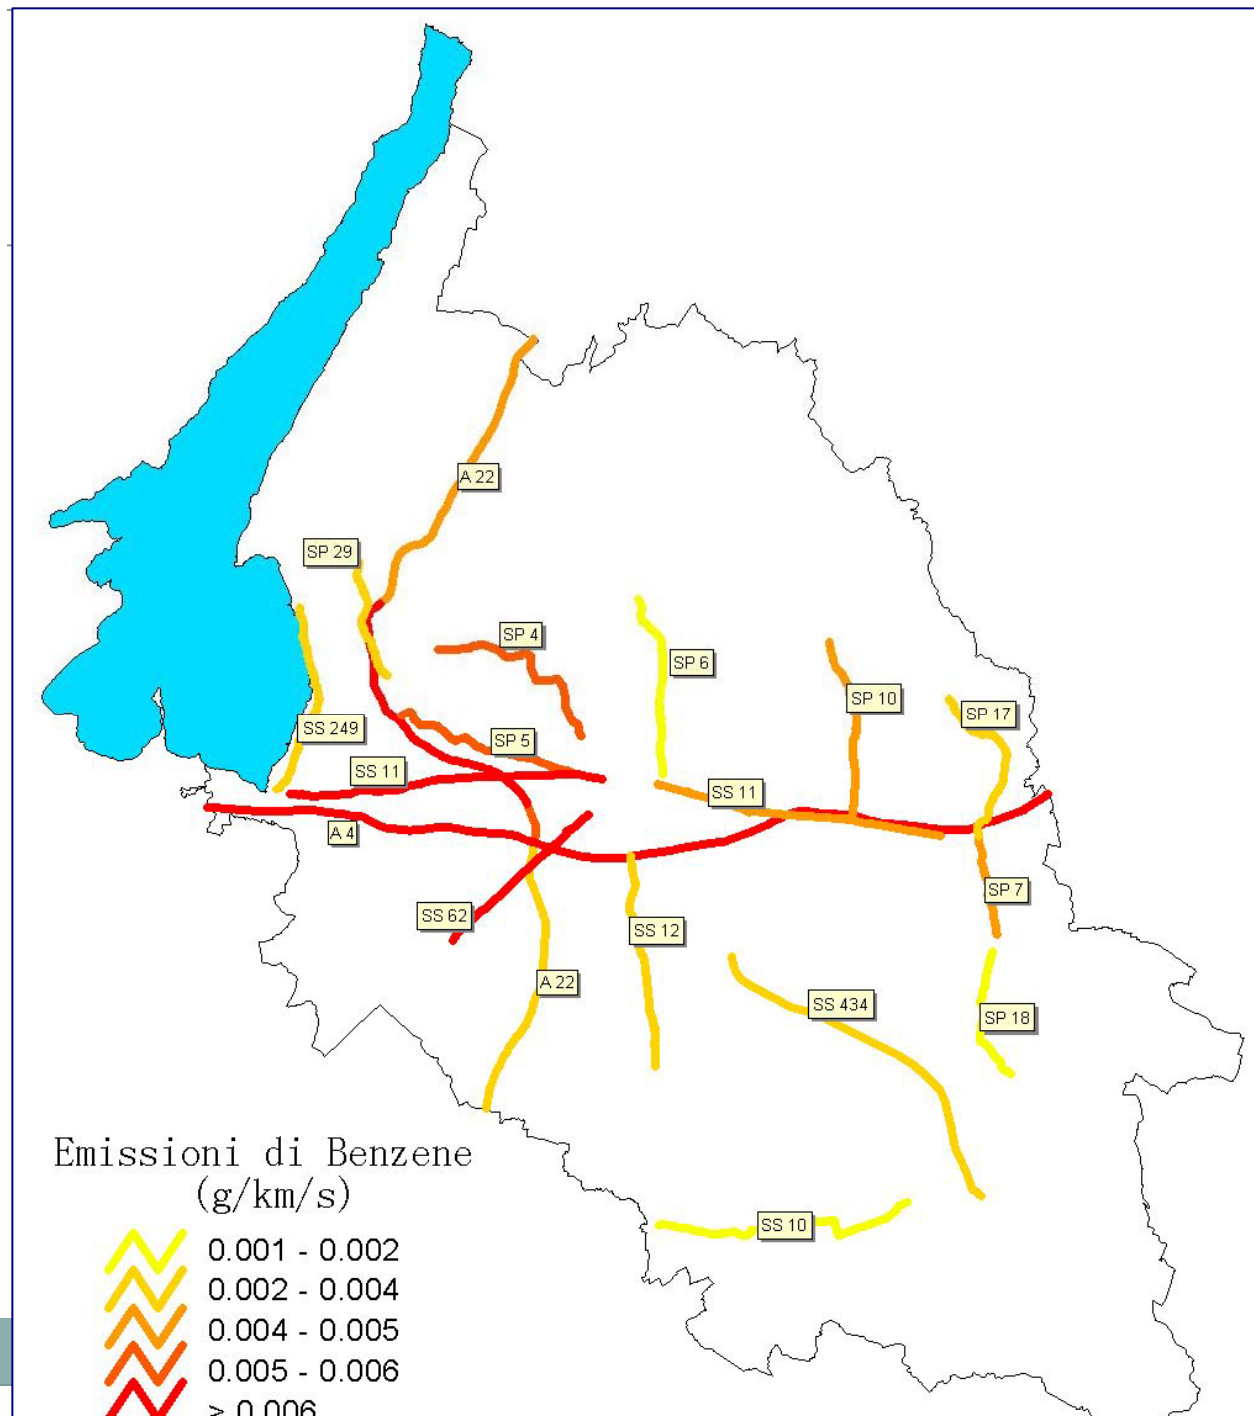 A 22
SP 29
SP 4
SP 6
SP 10
SP 17
SS 249
SP 5
SS 11
SS 11
A 4
SP 7
SS 62
SS 12
A 22
SS 434
SP 18
SS 10
Emissioni di Benzene
(g/km/s)
0.001 - 0.002
0.002 - 0.004
0.004 - 0.005
0.005 - 0.006
> 0.006